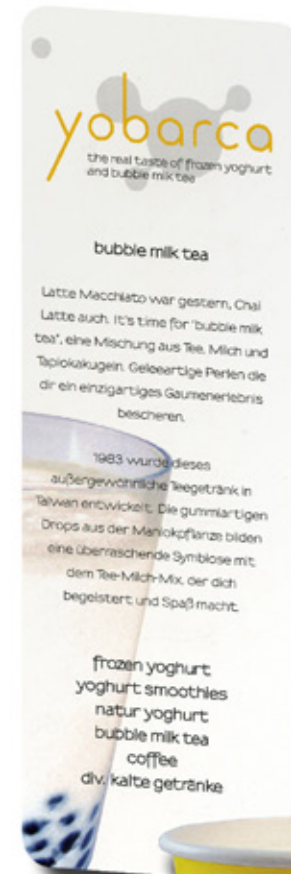 yobarca
the real taste of frozen yoghurt
and bubble milk tea
bubble milk tea
Latte Macchiato war gestern, Chai
Latte auch. It's time for "bubble milk
tea", eine Mischung aus Tee, Milch und
Tapiokakugeln. Geleeartige Perlen die
dir ein einzigartiges Gaumenerlebnis
bescheren.
1983 wurde dieses
außergewöhnliche Teegetränk in
Taiwan entwickelt. Die gummiartigen
Drops aus der Maniokpflanze bilden
eine überraschende Symbiose mit
dem Tee-Milch-Mix, der dich
begeistert und Spaß macht.
frozen yoghurt
yoghurt smoothies
natur yoghurt
bubble milk tea
coffee
div. kalte getränke